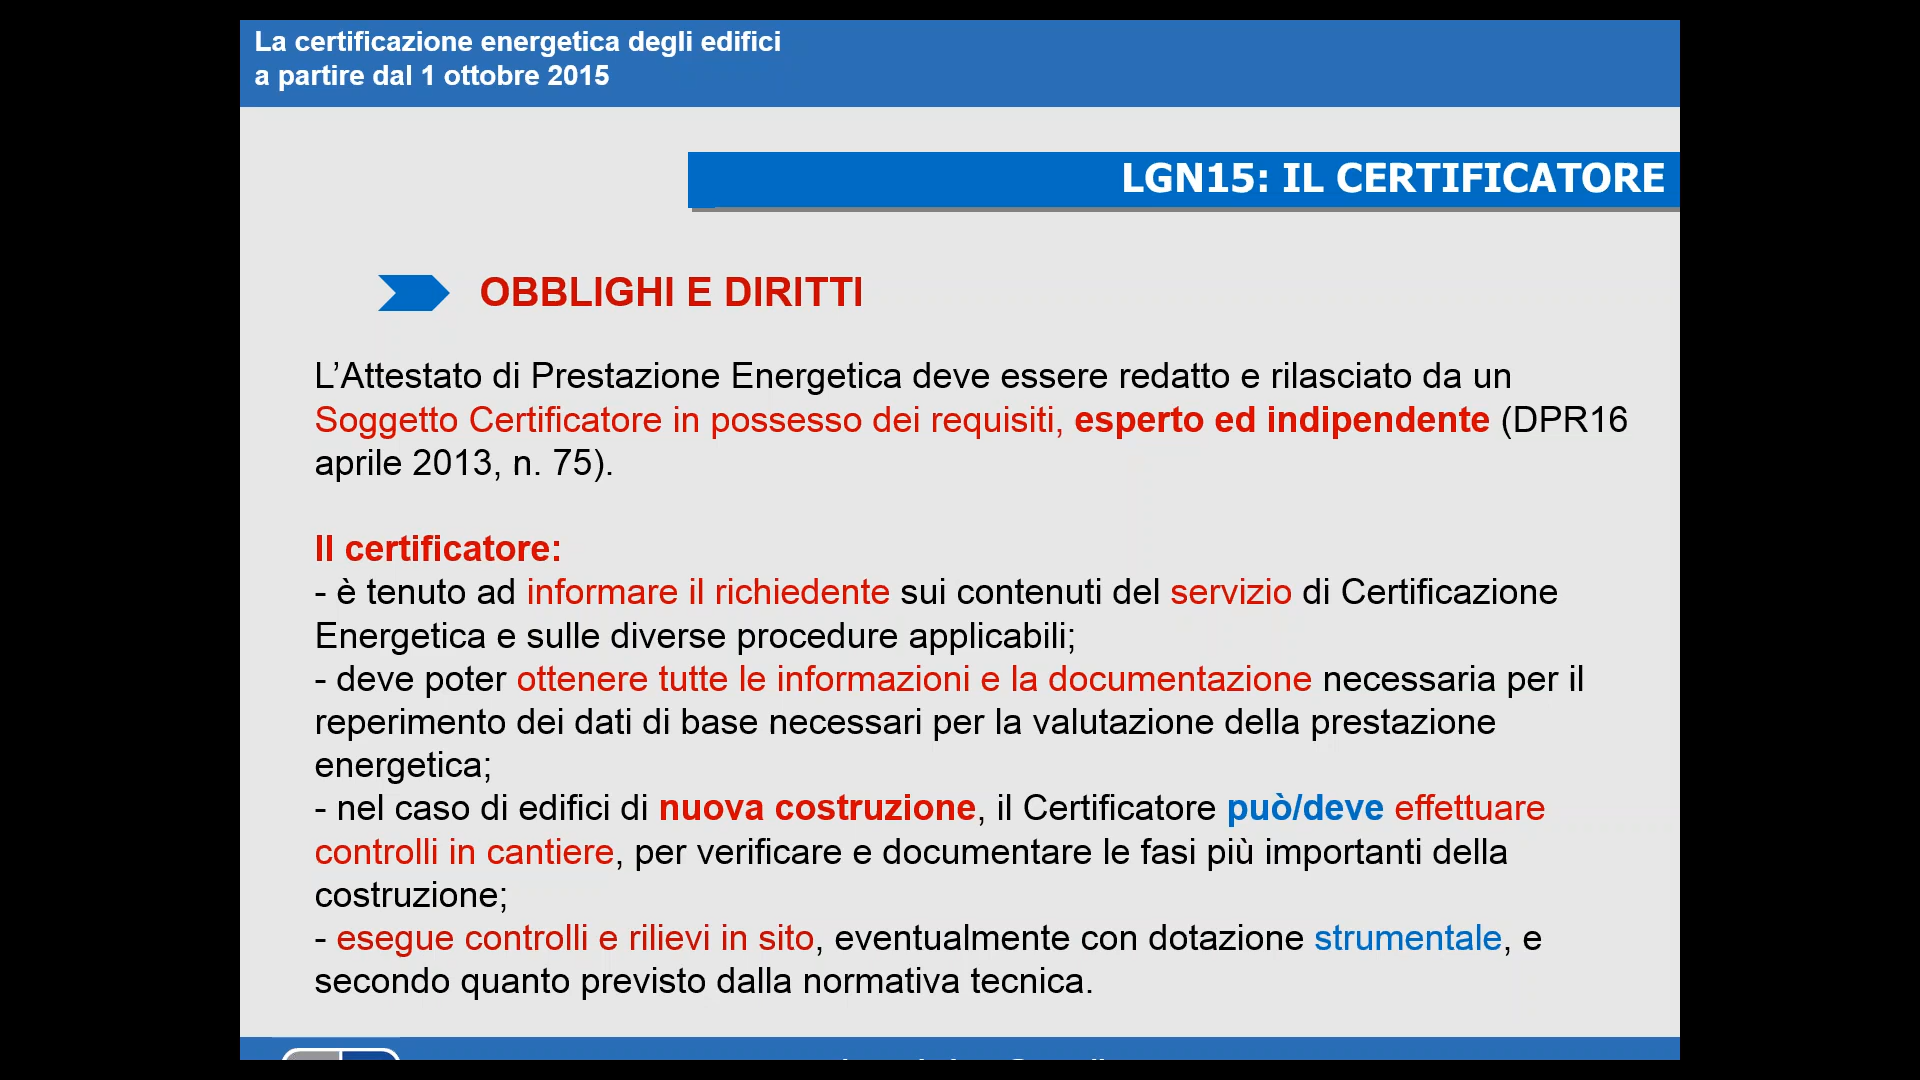 La certificazione energetica degli edifici
a partire dal 1 ottobre 2015
LGN15: IL CERTIFICATORE
OBBLIGHI E DIRITTI
L’Attestato di Prestazione Energetica deve essere redatto e rilasciato da un
Soggetto Certificatore in possesso dei requisiti, esperto ed indipendente (DPR16
aprile 2013, n. 75).
Il certificatore:
- è tenuto ad informare il richiedente sui contenuti del servizio di Certificazione
Energetica e sulle diverse procedure applicabili;
- deve poter ottenere tutte le informazioni e la documentazione necessaria per il
reperimento dei dati di base necessari per la valutazione della prestazione
energetica;
- nel caso di edifici di nuova costruzione, il Certificatore può/deve effettuare
controlli in cantiere, per verificare e documentare le fasi più importanti della
costruzione;
- esegue controlli e rilievi in sito, eventualmente con dotazione strumentale, e
secondo quanto previsto dalla normativa tecnica.